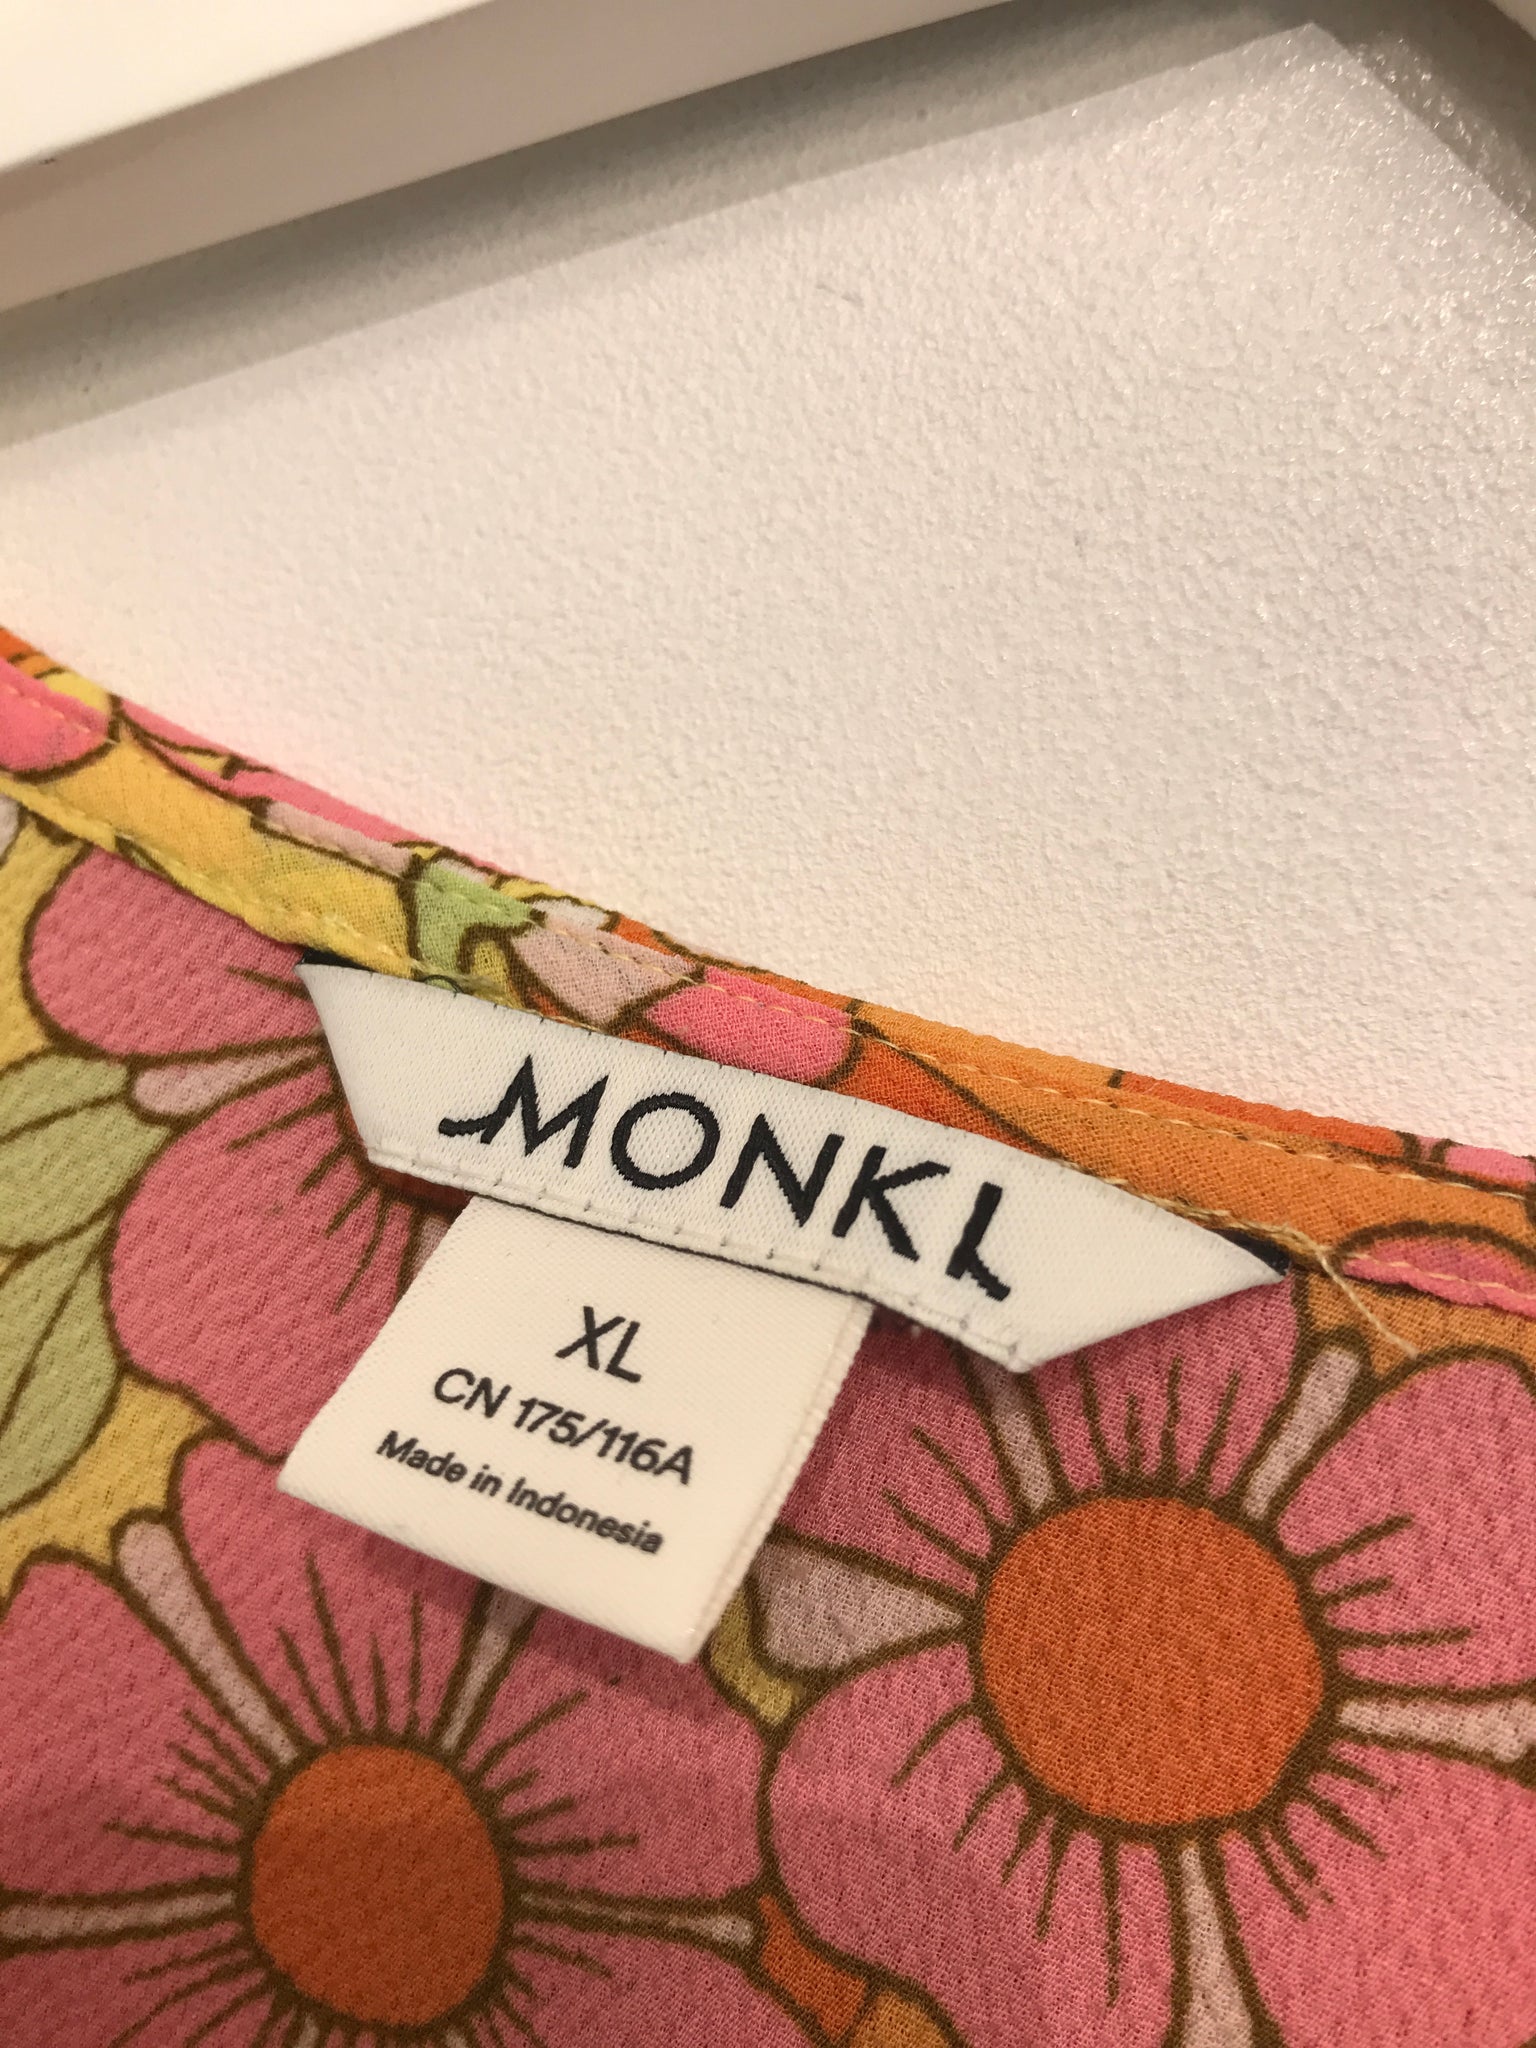 MONKI
XL
CN 175/116A
Made in Indonesia